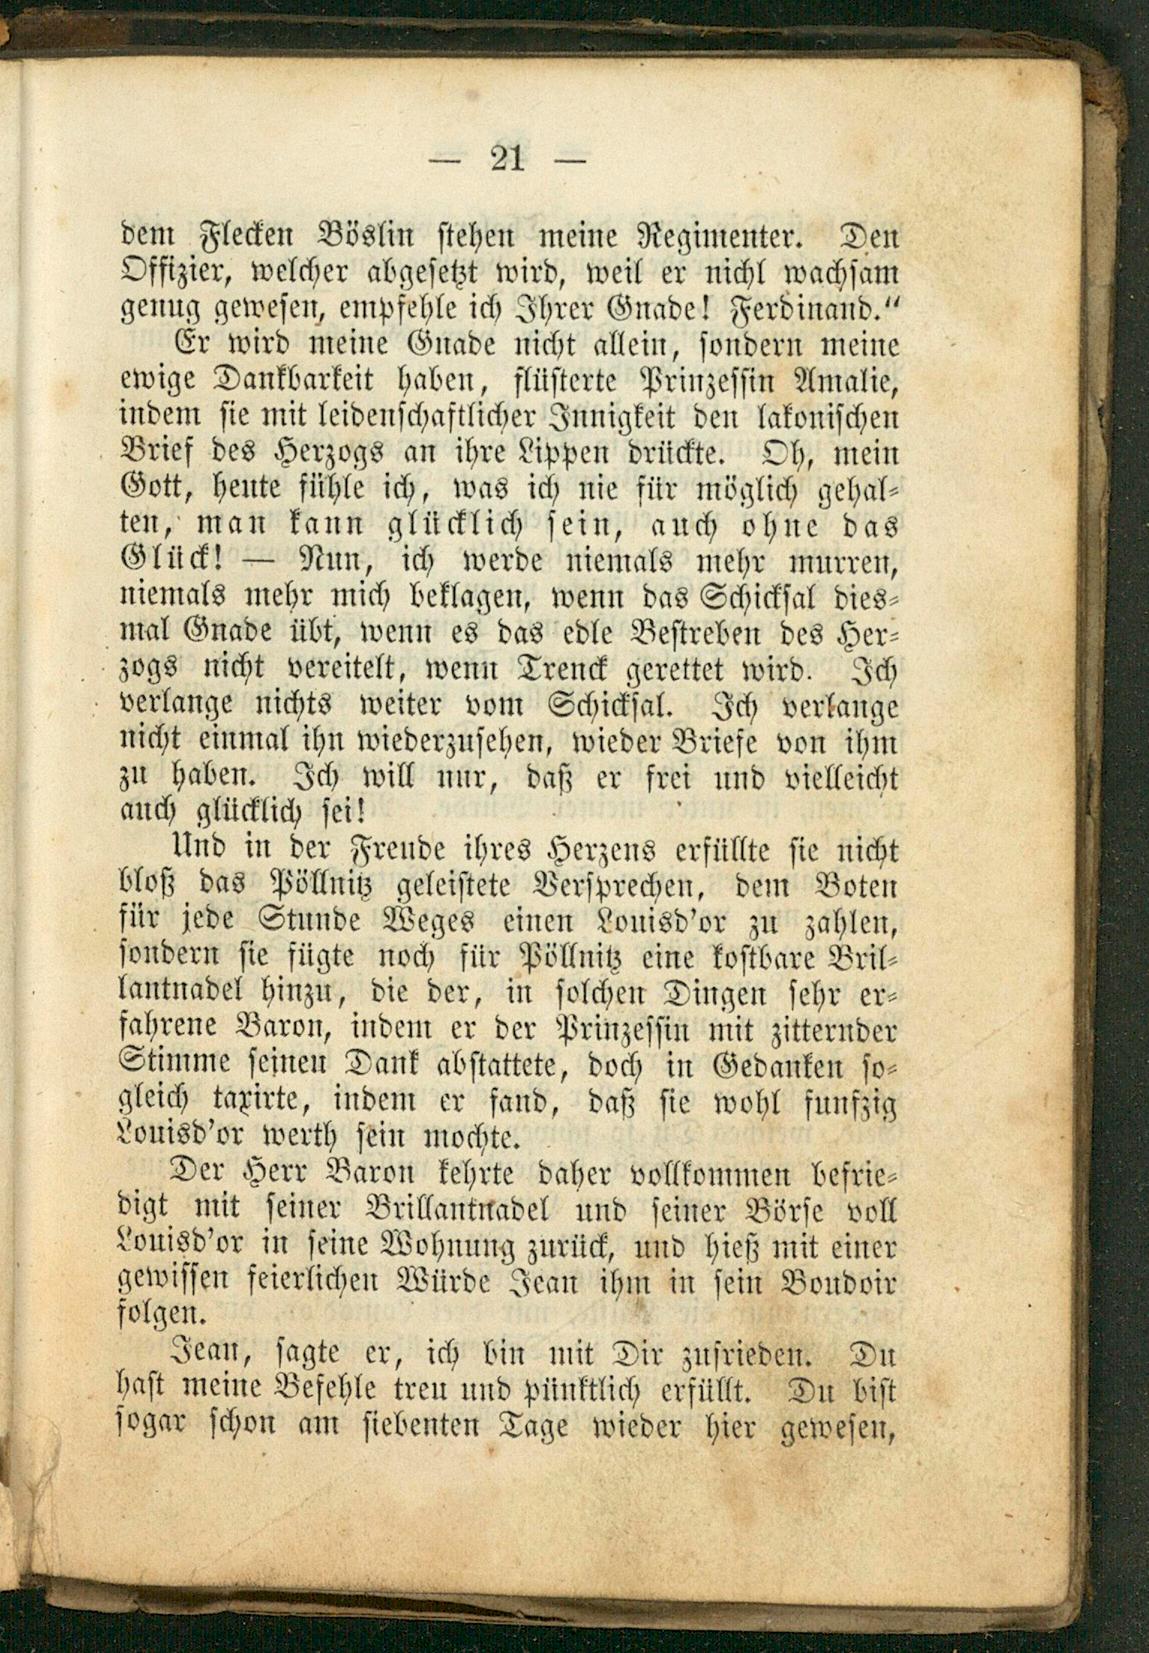 — 21 —
dem Flecken Böslin stehen meine Regimenter. Den
Offizier, welcher abgesetzt wird, weil er nichl wachsam
genug gewesen, empfehle ich Ihrer Gnade! Ferdinand.“
Er wird meine Gnade nicht allein, sondern meine
ewige Dankbarkeit haben, flüsterte Prinzessin Amalie,
indem sie mit leidenschaftlicher Innigkeit den lakonischen
Brief des Herzogs an ihre Lippen drückte. Oh, mein
Gott, heute fühle ich, was ich nie für möglich gehal-
ten, man kann glücklich sein, auch ohne das
Glück! — Nun, ich werde niemals mehr murren,
niemals mehr mich beklagen, wenn das Schicksal dies-
mal Gnade übt, wenn es das edle Bestreben des Her-
zogs nicht vereitelt, wenn Trenck gerettet wird. Ich
verlange nichts weiter vom Schicksal. Ich verlange
nicht einmal ihn wiederzusehen, wieder Briefe von ihm
zu haben. Ich will nur, daß er frei und vielleicht
auch glücklich sei!
Und in der Freude ihres Herzens erfüllte sie nicht
bloß das Pöllnitz geleistete Versprechen, dem Boten
für jede Stunde Weges einen Louisd’or zu zahlen,
sondern sie fügte noch für Pöllnitz eine kostbare Bril-
lantnadel hinzu, die der, in solchen Dingen sehr er-
fahrene Baron, indem er der Prinzessin mit zitternder
Stimme seinen Dank abstattete, doch in Gedanken so-
gleich taxirte, indem er fand, daß sie wohl funfzig
Louisd’or werth sein mochte.
Der Herr Baron kehrte daher vollkommen befrie-
digt mit seiner Brillantnadel und seiner Börse voll
Louisd’or in seine Wohnung zurück, und hieß mit einer
gewissen feierlichen Würde Jean ihm in sein Boudoir
folgen.
Jean, sagte er, ich bin mit Dir zufrieden. Du
hast meine Befehle treu und pünktlich erfüllt. Du bist
sogar schon am siebenten Tage wieder hier gewesen,